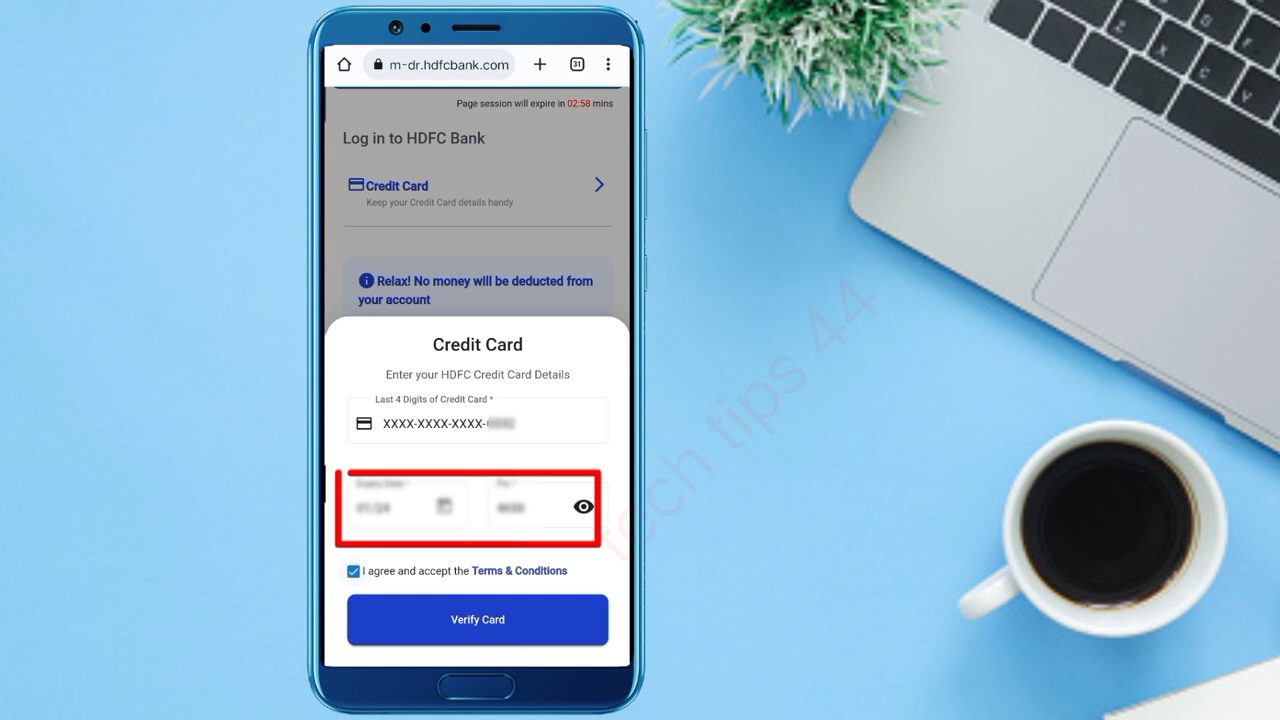 m-dr.hdfcbank.com
31
Page session will expire in 02:58 mins
Log in to HDFC Bank
Credit Card
Keep your Credit Card details handy
Relax! No money will be deducted from
your account
Credit Card
Enter your HDFC Credit Card Details
Last 4 Digits of Credit Card *
XXXX-XXXX-XXXX-
I agree and accept the Terms & Conditions
Verify Card
tech tips 44